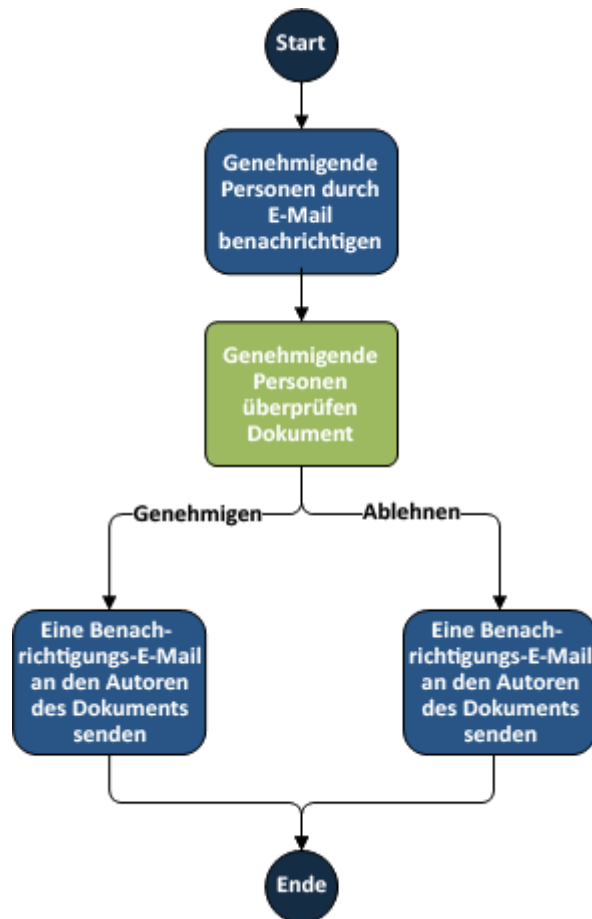 Start
Genehmigende
Personen durch
E-Mail
benachrichtigen
Genehmigende
Personen
überprüfen
Dokument
Genehmigen
Ablehnen
Eine Benach-
richtigungs-E-Mail
an den Autoren
des Dokuments
senden
Eine Benach-
richtigungs-E-Mail
an den Autoren
des Dokuments
senden
Ende